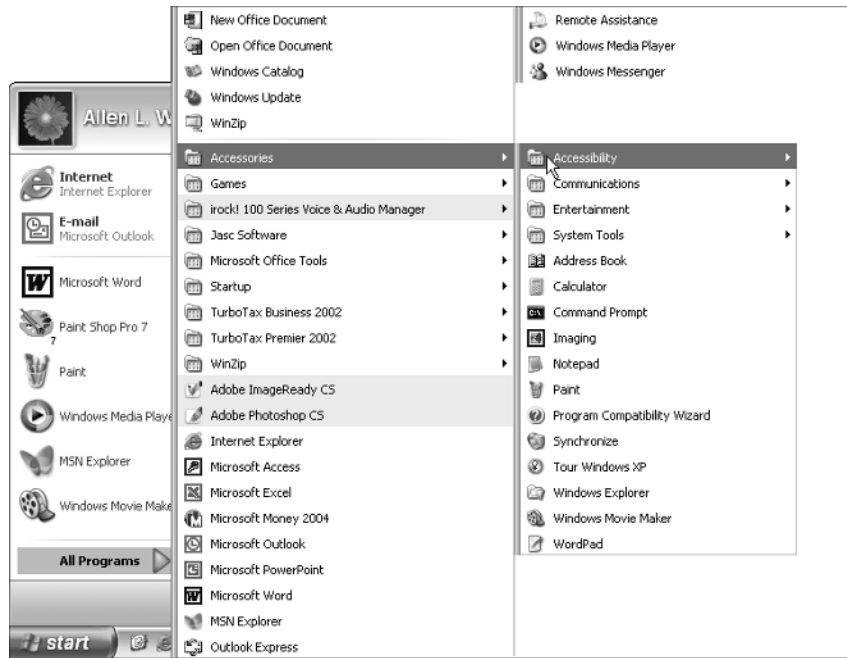 Allen L. W
Internet
Internet Explorer
E-mail
Microsoft Outlook
Microsoft Word
Paint Shop Pro 7
7
Paint
Windows Media Playe
MSN Explorer
Windows Movie Make
All Programs
start
New Office Document
Open Office Document
Windows Catalog
Windows Update
WinZip
Accessories
Games
irock! 100 Series Voice & Audio Manager
Jasc Software
Microsoft Office Tools
Startup
TurboTax Business 2002
TurboTax Premier 2002
WinZip
Adobe ImageReady CS
Adobe Photoshop CS
Internet Explorer
Microsoft Access
Microsoft Excel
Microsoft Money 2004
Microsoft Outlook
Microsoft PowerPoint
Microsoft Word
MSN Explorer
Outlook Express
Remote Assistance
Windows Media Player
Windows Messenger
Accessibility
Communications
Entertainment
System Tools
Address Book
Calculator
Command Prompt
Imaging
Notepad
Paint
Program Compatibility Wizard
Synchronize
Tour Windows XP
Windows Explorer
Windows Movie Maker
WordPad